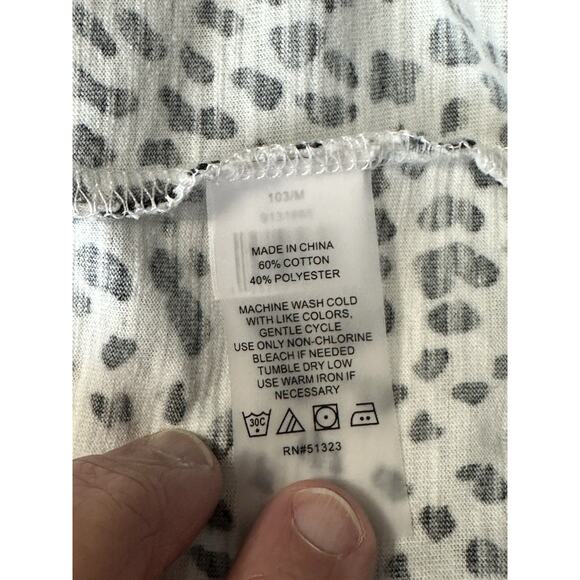 103/M
MADE IN CHINA
60% COTTON
40% POLYESTER
MACHINE WASH COLD
WITH LIKE COLORS,
GENTLE CYCLE
USE ONLY NON-CHLORINE
BLEACH IF NEEDED
TUMBLE DRY LOW
USE WARM IRON IF
NECESSARY
30C
RN#51323